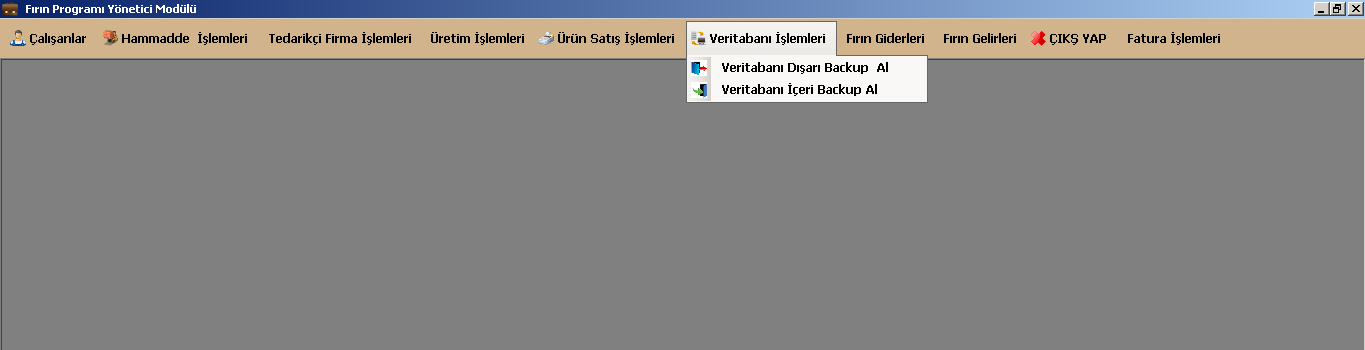 Fırın Programı Yönetici Modülü
Çalışanlar Hammadde İşlemleri Tedarikçi Firma İşlemleri Üretim İşlemleri Ürün Satış İşlemleri Veritabanı İşlemleri Fırın Giderleri Fırın Gelirleri ÇIKŞ YAP Fatura İşlemleri
Veritabanı Dışarı Backup Al
Veritabanı İçeri Backup Al